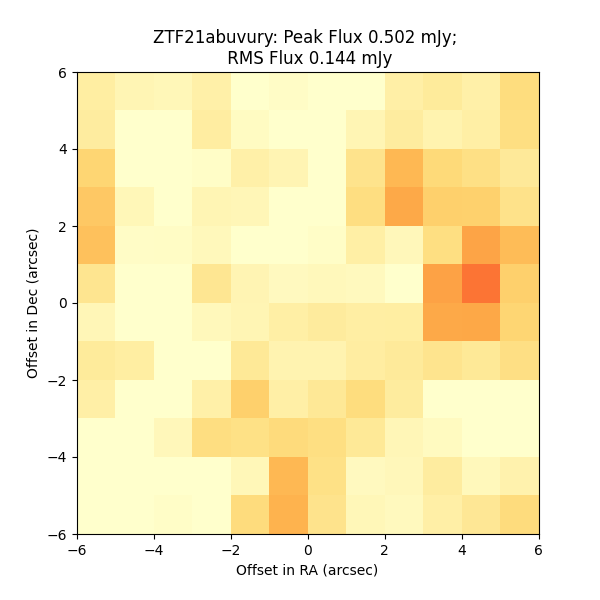 ZTF21abuvury: Peak Flux 0.502 mJy;
RMS Flux 0.144 mJy
6
4
2
0
−2
−4
−6
Offset in Dec (arcsec)
−6 −4 −2 0 2 4 6
Offset in RA (arcsec)